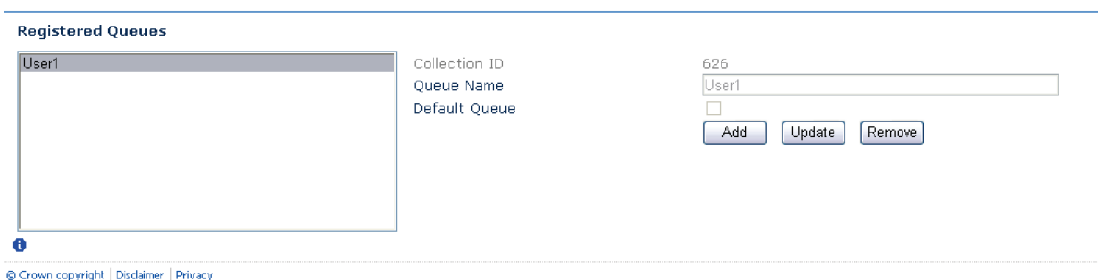 Registered Queues
User1
Collection ID 626
Queue Name User1
Default Queue
Add Update Remove
© Crown copyright | Disclaimer | Privacy